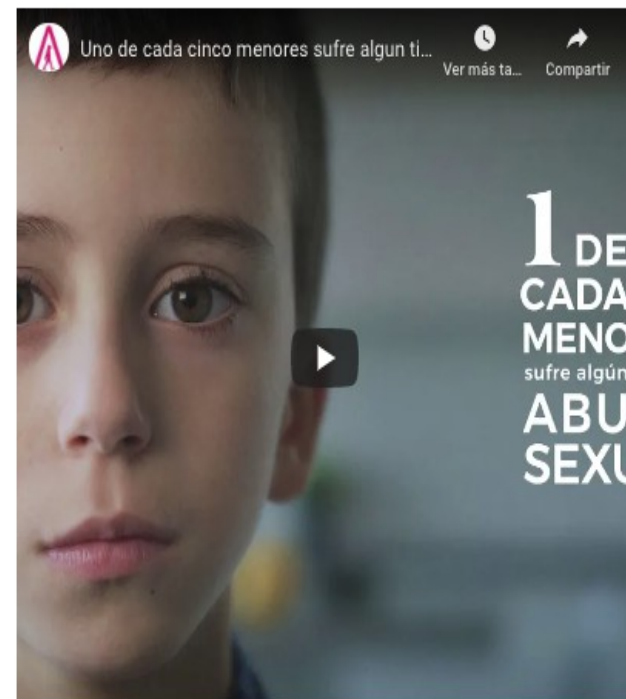 Uno de cada cinco menores sufre algun ti...
Ver más ta...
Compartir
1 DE
CADA
MENO
sufre algún
ABU
SEXU